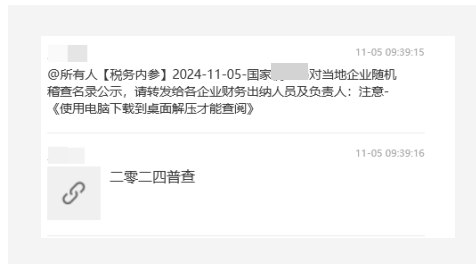 11-05 09:39:15
@所有人【税务内参】2024-11-05-国家 对当地企业随机
稽查名录公示，请转发给各企业财务出纳人员及负责人：注意-
《使用电脑下载到桌面解压才能查阅》
11-05 09:39:16
二零二四普查